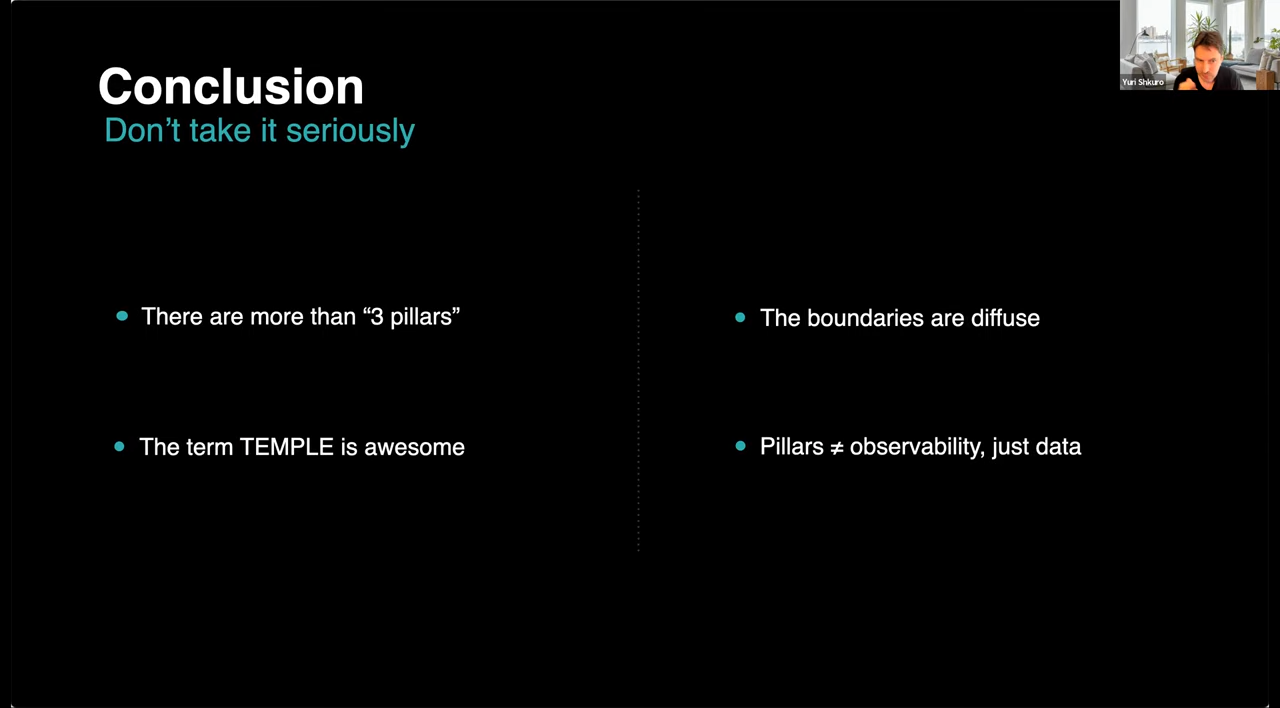 Conclusion
Don’t take it seriously
Yuri Shkuro
There are more than “3 pillars”
The term TEMPLE is awesome
The boundaries are diffuse
Pillars ≠ observability, just data